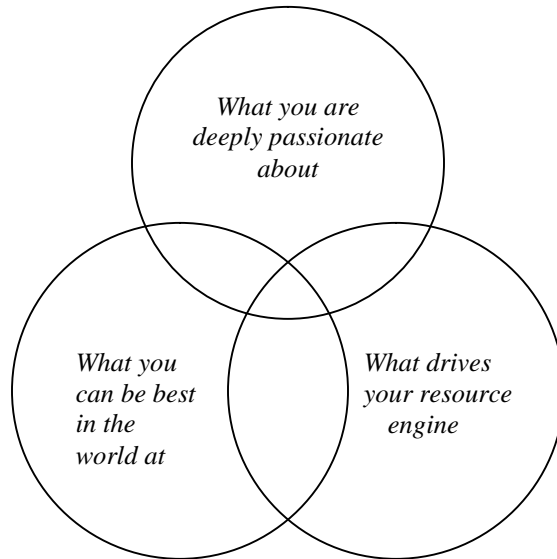 What you are
deeply passionate
about
What you
can be best
in the
world at
What drives
your resource
engine